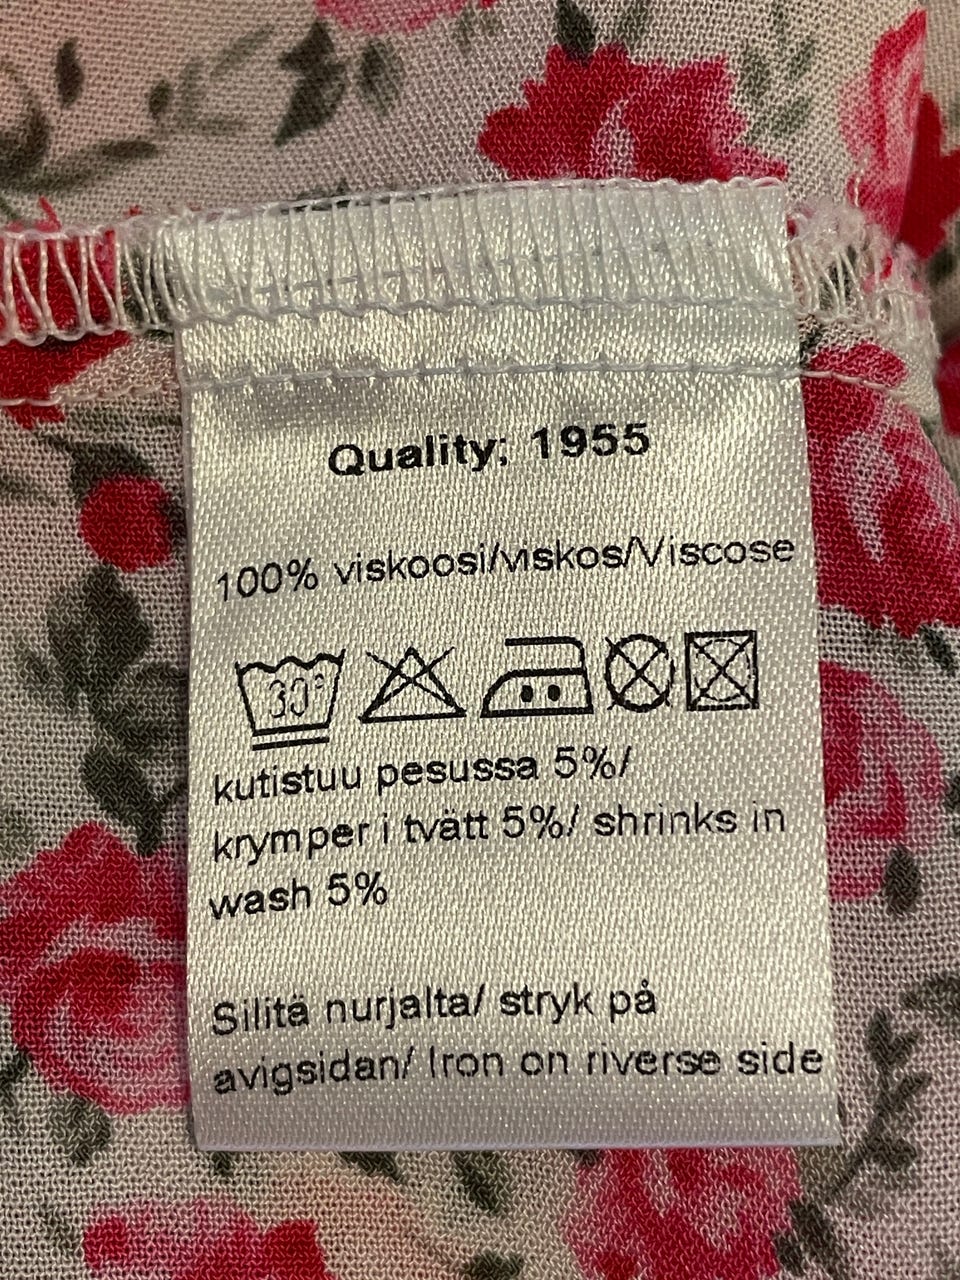 Quality: 1955
100% viskoosi/viskos/Viscose
30°
kutistuu pesussa 5%/
krymper i tvätt 5%/ shrinks in
wash 5%
Silitä nurjalta/ stryk på
avigsidan/ Iron on riverse side